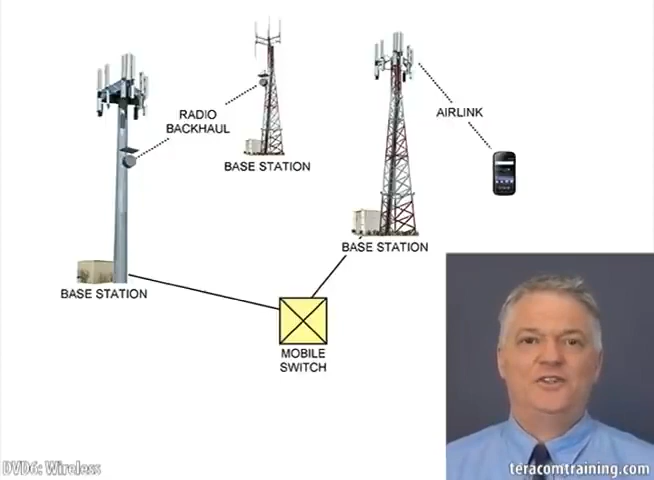 RADIO
BACKHAUL
AIRLINK
BASE STATION
BASE STATION
BASE STATION
MOBILE
SWITCH
DVD6: Wireless
teracomtraining.com